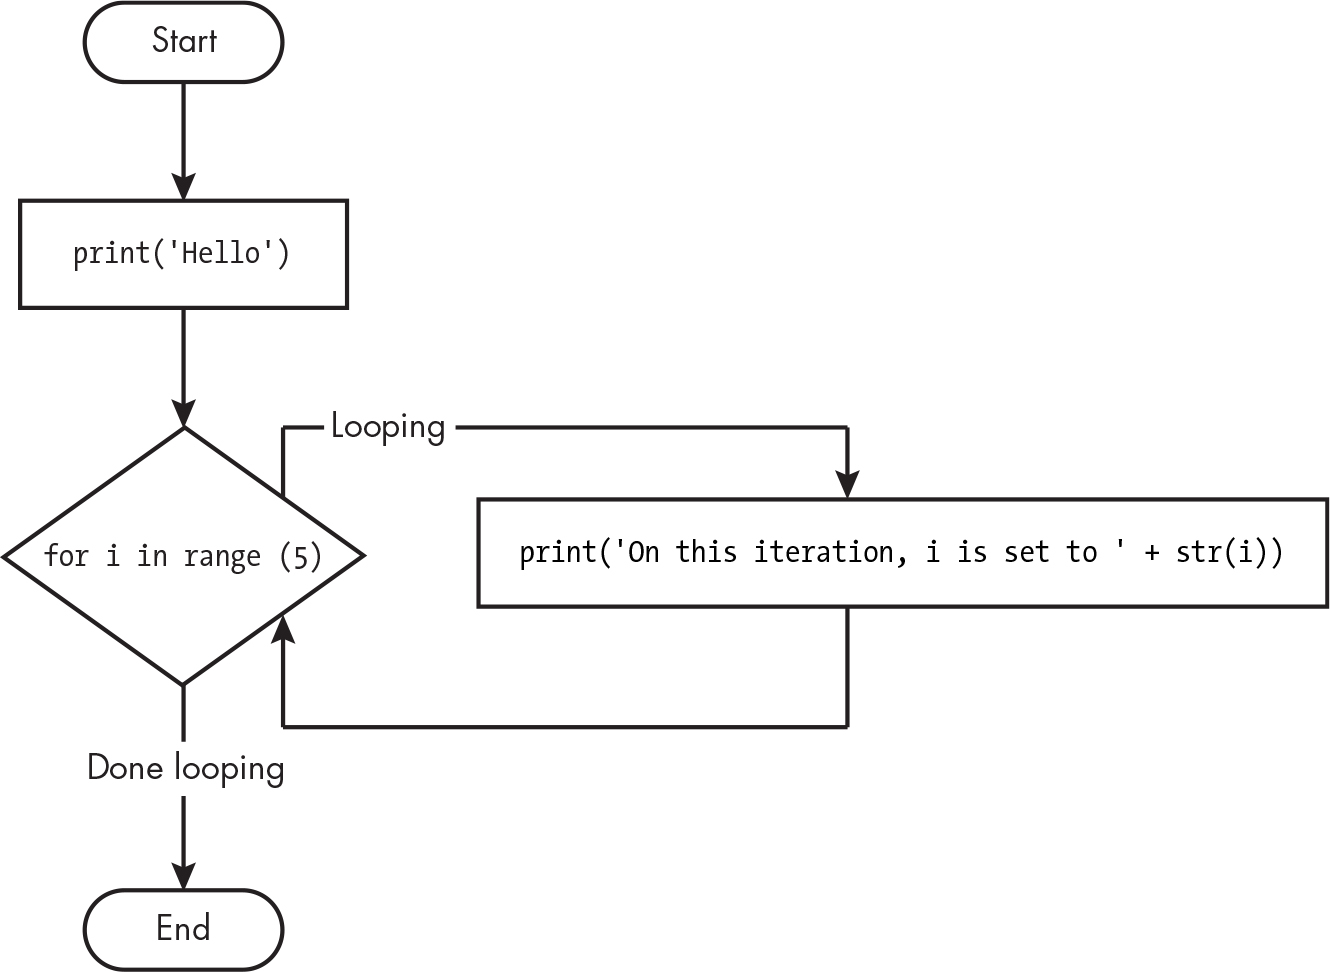 Start
print('Hello')
Looping
for i in range (5)
print('On this iteration, i is set to ' + str(i))
Done looping
End